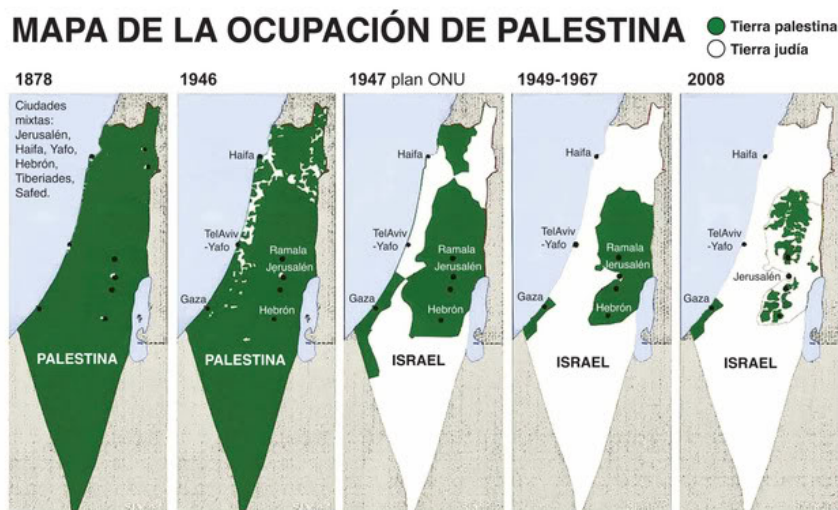 MAPA DE LA OCUPACIÓN DE PALESTINA
Tierra palestina
Tierra judía
1878
1946
1947 plan ONU
1949-1967
2008
Ciudades
mixtas:
Jerusalén,
Haifa, Yafo,
Hebrón,
Tiberiades,
Safed.
PALESTINA
Haifa
TelAviv
-Yafo
Ramala
Jerusalén
Gaza
Hebrón
PALESTINA
Haifa
TelAviv
-Yafo
Ramala
Jerusalén
Gaza
Hebrón
ISRAEL
Haifa
TelAviv
-Yafo
Ramala
Jerusalén
Gaza
Hebrón
ISRAEL
Haifa
TelAviv
-Yafo
Jerusalén
Gaza
ISRAEL